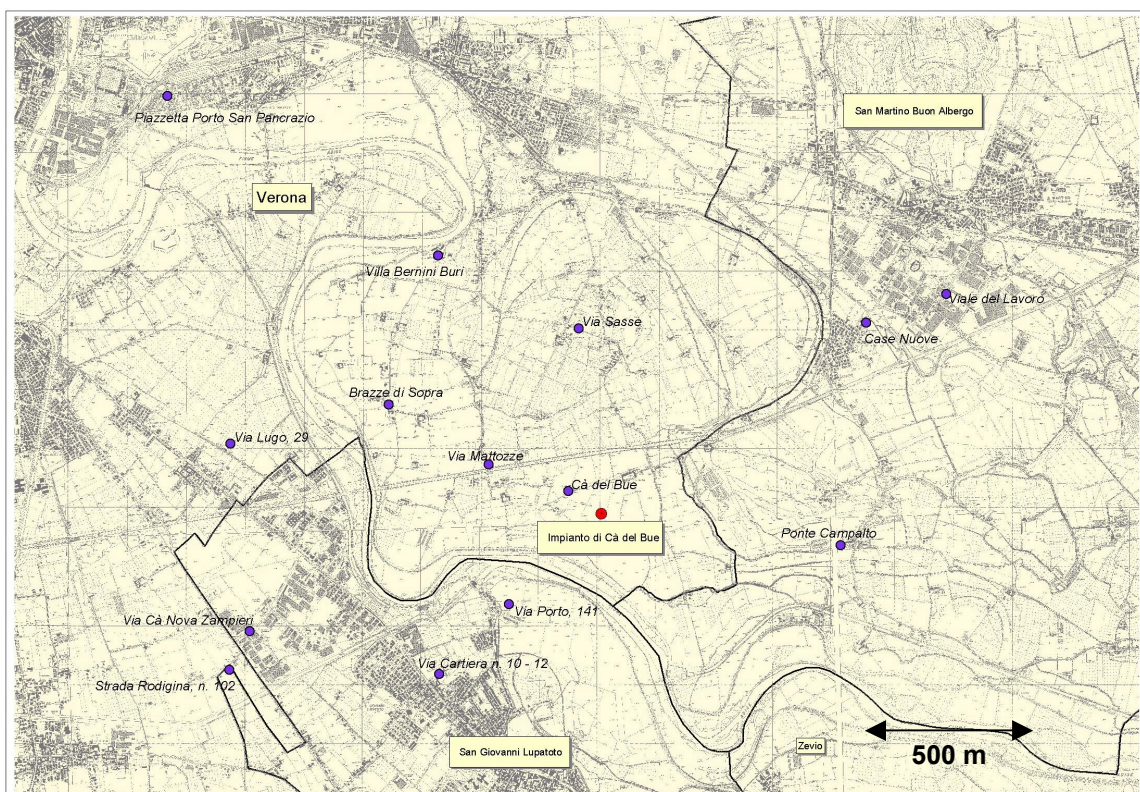 San Martino Buon Albergo
Piazzetta Porto San Pancrazio
Verona
Villa Bernini Buri
Viale del Lavoro
Via Sasse
Case Nuove
Brazze di Sopra
Via Lugo, 29
Via Mattozze
Cà del Bue
Impianto di Cà del Bue
Ponte Campalto
Via Porto, 141
Via Cà Nova Zampieri
Via Cartiera n. 10 - 12
Strada Rodigina, n. 102
San Giovanni Lupatoto
Zevio
500 m